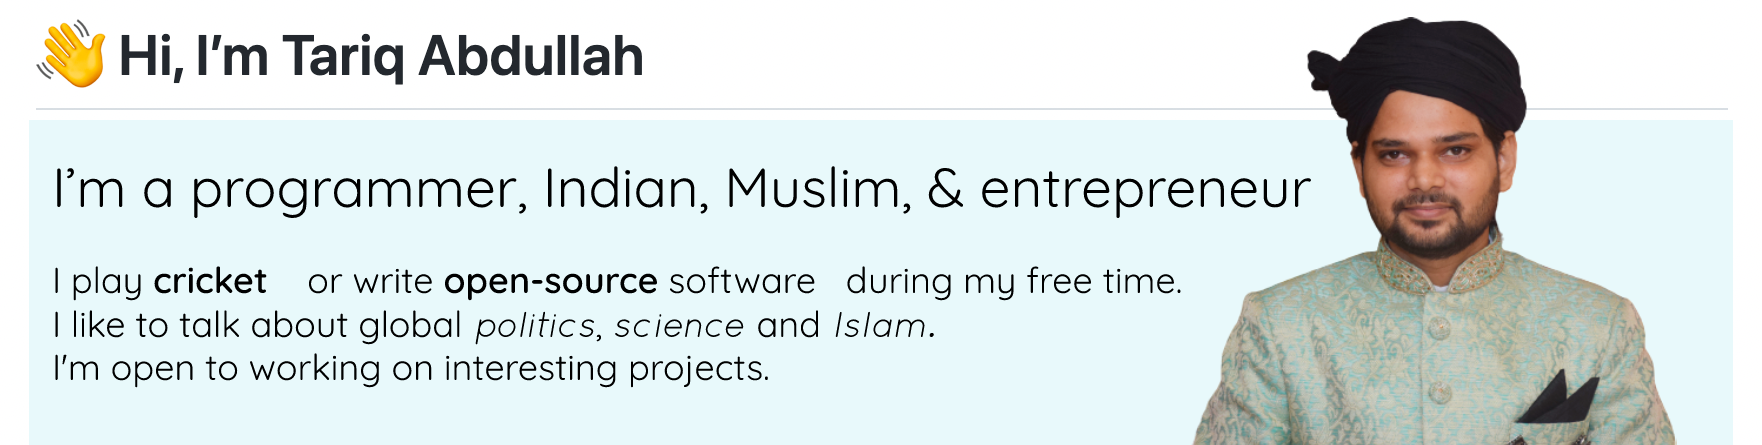 👋 Hi, I’m Tariq Abdullah
I’m a programmer, Indian, Muslim, & entrepreneur
I play cricket or write open-source software during my free time.
I like to talk about global politics, science and Islam.
I'm open to working on interesting projects.